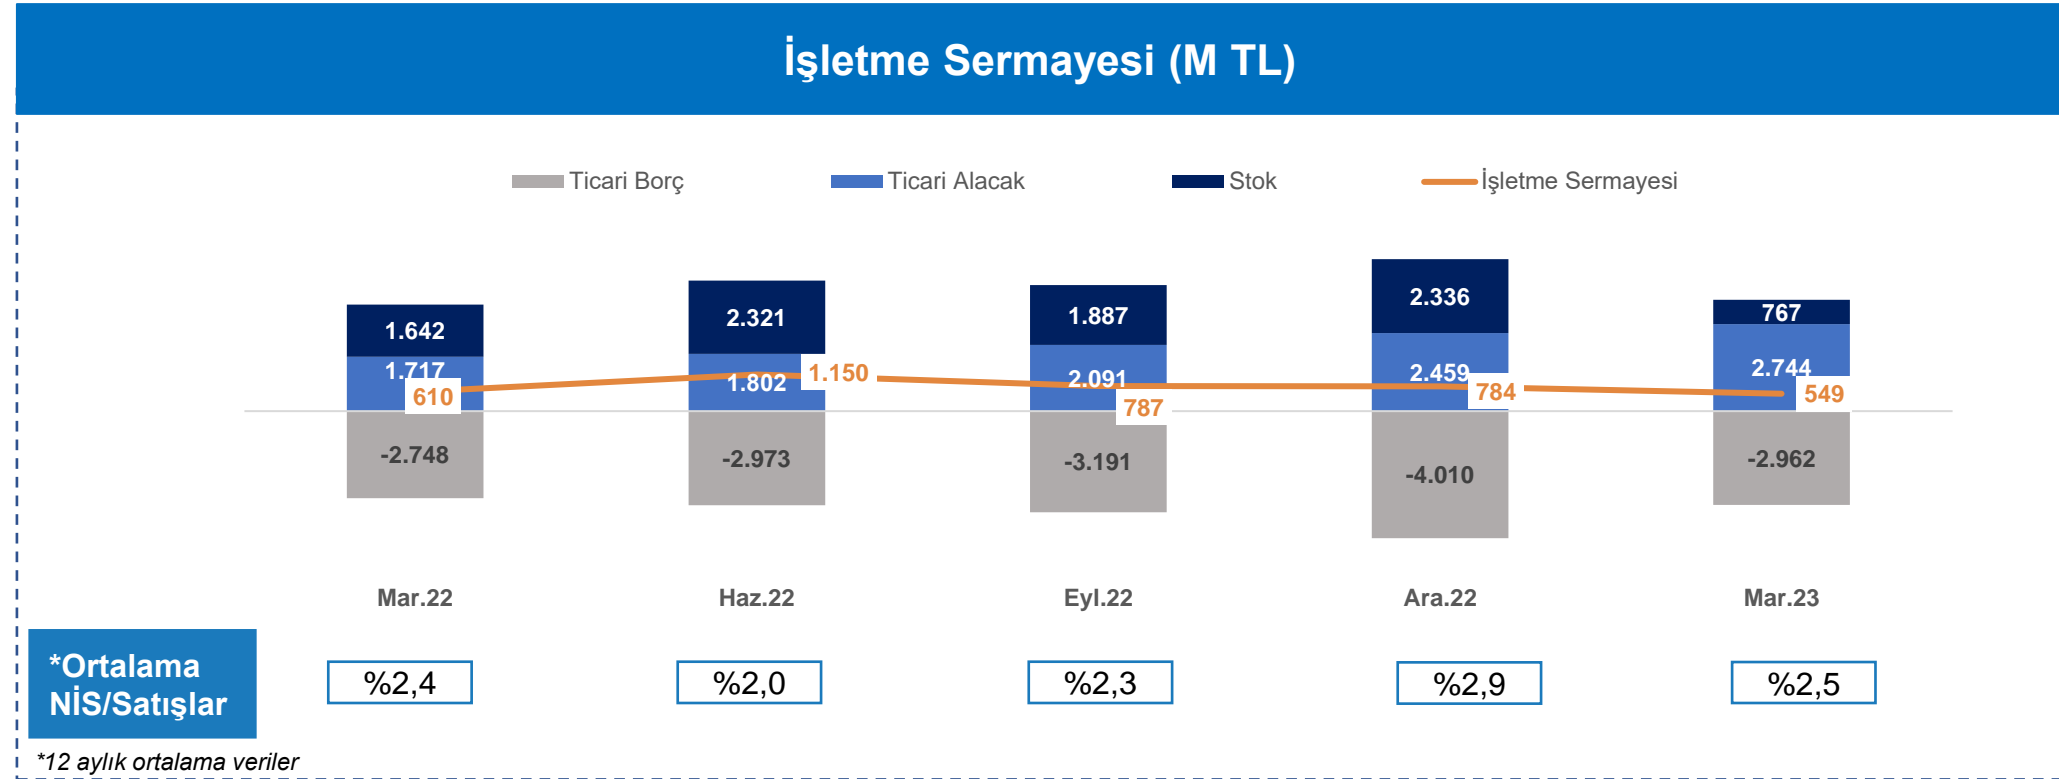 İşletme Sermayesi (M TL)
Ticari Borç
Ticari Alacak
Stok
İşletme Sermayesi
1.642
2.321
1.887
2.336
767
1.717
1.802
2.091
2.459
2.744
610
1.150
787
784
549
-2.748
-2.973
-3.191
-4.010
-2.962
Mar.22
Haz.22
Eyl.22
Ara.22
Mar.23
*Ortalama
NİS/Satışlar
%2,4
%2,0
%2,3
%2,9
%2,5
*12 aylık ortalama veriler